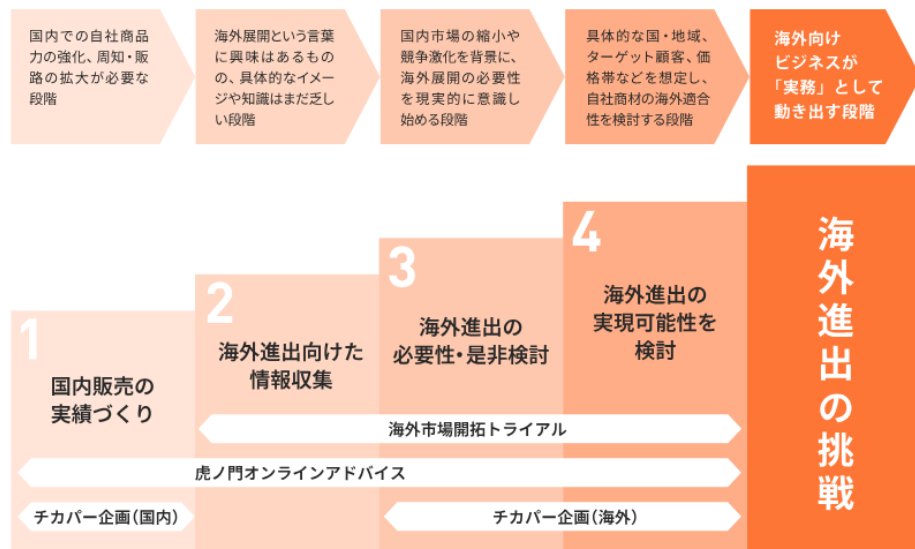 国内での自社商品
力の強化、周知・販
路の拡大が必要な
段階
海外展開という言葉
に興味はあるもの
の、具体的なイメー
ジや知識はまだ乏し
い段階
国内市場の縮小や
競争激化を背景に、
海外展開の必要性
を現実的に意識し
始める段階
具体的な国・地域、
ターゲット顧客、価
格帯などを想定し、
自社商材の海外適合
性を検討する段階
海外向け
ビジネスが
「実務」として
動き出す段階
1
国内販売の
実績づくり
2
海外進出向けた
情報収集
3
海外進出の
必要性・是非検討
4
海外進出の
実現可能性を
検討
海外進出の挑戦
海外市場開拓トライアル
虎ノ門オンラインアドバイス
チカパー企画(国内)
チカパー企画(海外)